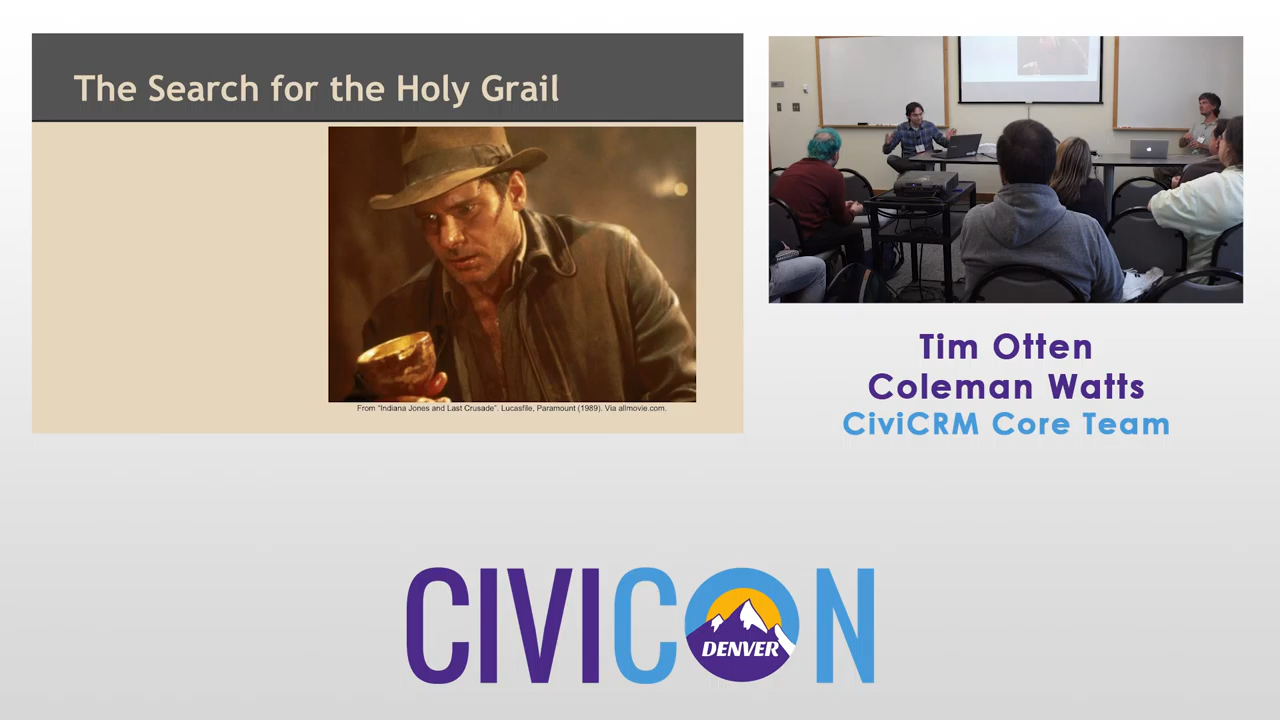 The Search for the Holy Grail
From "Indiana Jones and Last Crusade". Lucasfile, Paramount (1989). Via allmovie.com.
Tim Otten
Coleman Watts
CiviCRM Core Team
CIVICON
DENVER